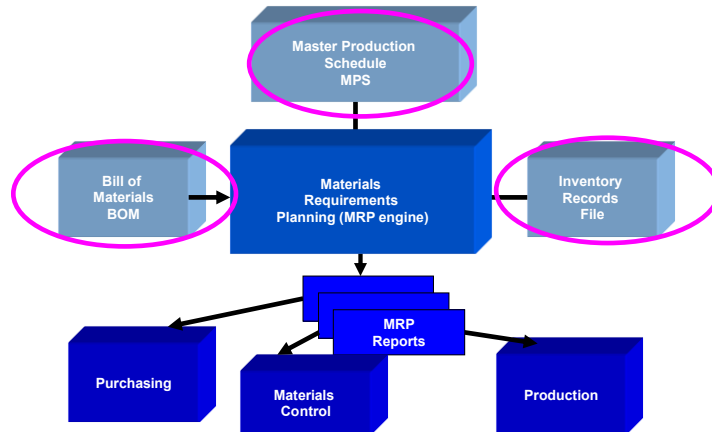 Master Production
Schedule
MPS
Bill of
Materials
BOM
Materials
Requirements
Planning (MRP engine)
Inventory
Records
File
MRP
Reports
Purchasing
Materials
Control
Production